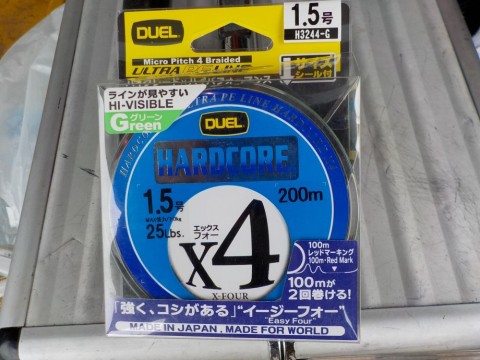 DUEL
1.5号
H3244-G
Micro Pitch 4 Braided
ULTRA PE LINE
サイズ
シール付
ラインが見やすい
HI-VISIBLE
グリーン
Green
DUEL
HARDCORE
1.5号
200m
25Lbs.
エックス
フォー
X4
X-FOUR
100m
レッドマーキング
100m・Red Mark
100mが
2回巻ける!
「強く、コシがある」"イージーフォー"
"Easy Four"
MADE IN JAPAN . MADE FOR WORLD